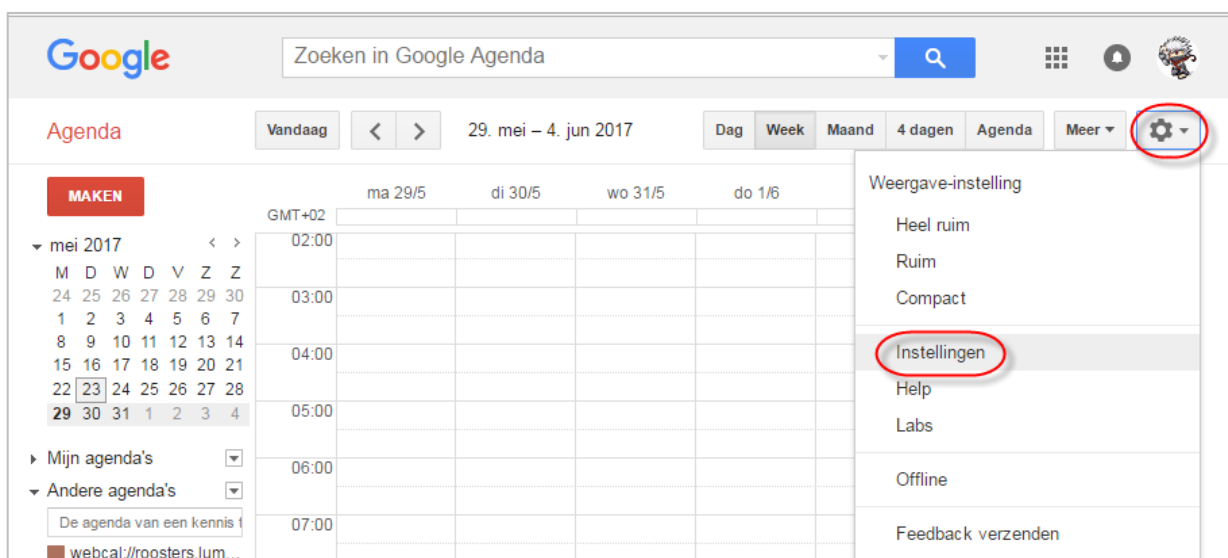 Google
Zoeken in Google Agenda
Agenda
Vandaag
29. mei – 4. jun 2017
Dag Week Maand 4 dagen Agenda
Meer
MAKEN
mei 2017
M D W D V Z Z
24 25 26 27 28 29 30
1 2 3 4 5 6 7
8 9 10 11 12 13 14
15 16 17 18 19 20 21
22 23 24 25 26 27 28
29 30 31 1 2 3 4
Mijn agenda's
Andere agenda's
De agenda van een kennis
webcal://roosters.lum...
ma 29/5 di 30/5 wo 31/5 do 1/6
GMT+02
02:00
03:00
04:00
05:00
06:00
07:00
Weergave-instelling
Heel ruim
Ruim
Compact
Instellingen
Help
Labs
Offline
Feedback verzenden